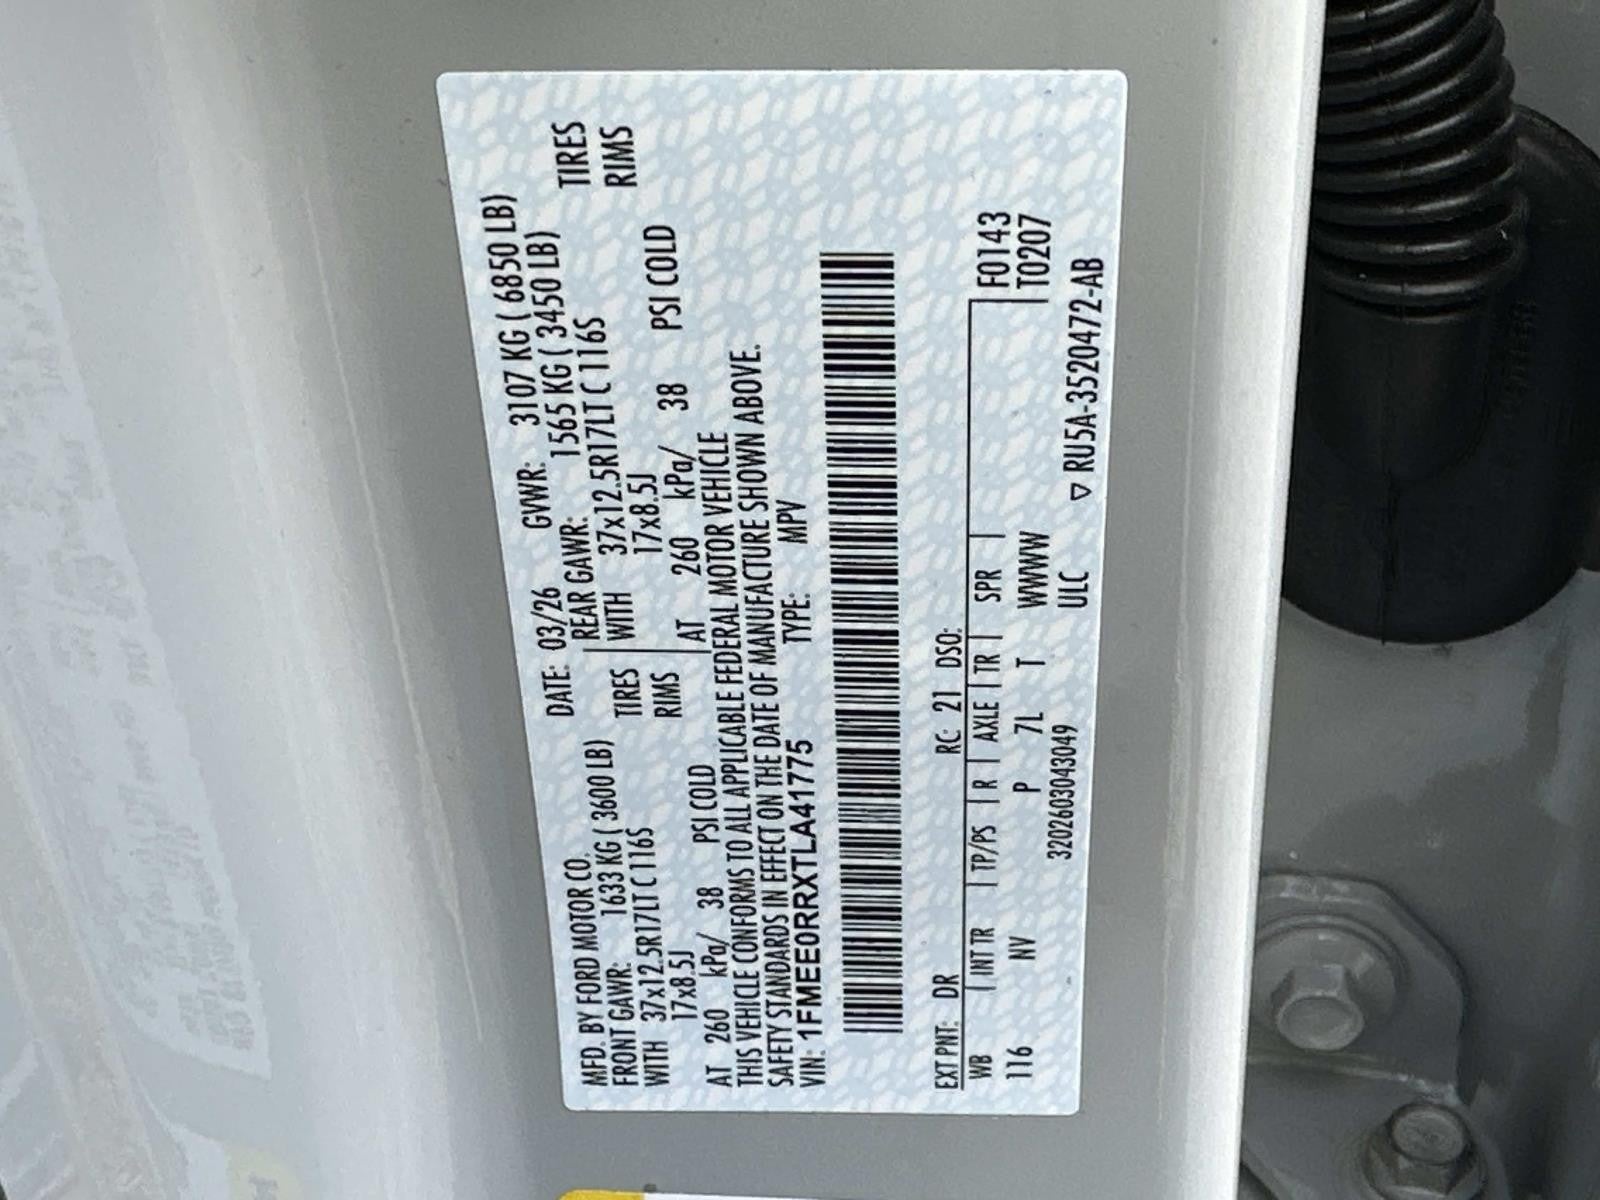 MFD. BY FORD MOTOR CO. DATE: 03/26 GVWR: 3107 KG ( 6850 LB)
FRONT GAWR: 1633 KG ( 3600 LB) REAR GAWR: 1565 KG ( 3450 LB)
WITH 37x12.5R17LT C 116S TIRES WITH 37x12.5R17LT C 116S TIRES
17x8.5J RIMS 17x8.5J RIMS
AT 260 kPa/ 38 PSI COLD AT 260 kPa/ 38 PSI COLD
THIS VEHICLE CONFORMS TO ALL APPLICABLE FEDERAL MOTOR VEHICLE
SAFETY STANDARDS IN EFFECT ON THE DATE OF MANUFACTURE SHOWN ABOVE.
VIN: 1FMEE0RRXTLA41775 TYPE: MPV
EXT PNT: DR RC: 21 DSO:
WB INT TR TP/PS R AXLE TR SPR F0143
116 NV P 7L T WWWW T0207
ULC
320260304​3049 ▽ RU5A-3520472-AB